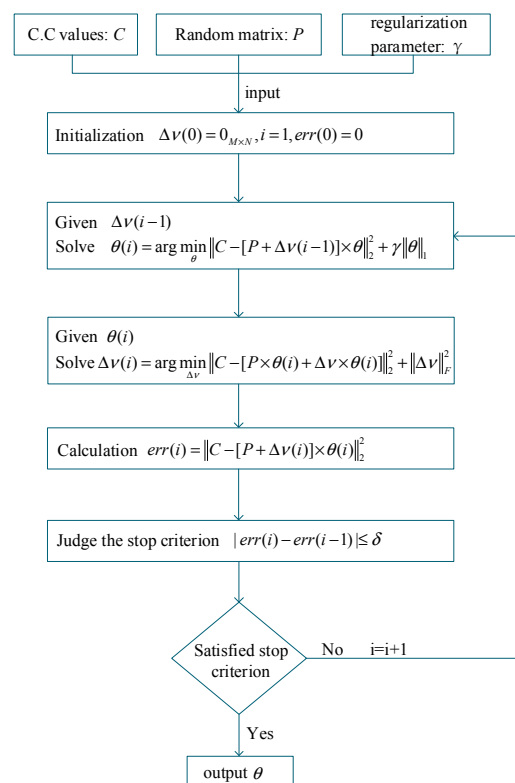 C.C values: C
Random matrix: P
regularization
parameter: γ
input
Initialization Δν(0) = 0_{M×N}, i = 1, err(0) = 0
Given Δν(i−1)
Solve θ(i) = arg min_θ ‖C−[P+Δν(i−1)]×θ‖₂² + γ‖θ‖₁
Given θ(i)
Solve Δν(i) = arg min_{Δν} ‖C−[P×θ(i)+Δν×θ(i)]‖₂² + ‖Δν‖_F²
Calculation err(i) = ‖C−[P+Δν(i)]×θ(i)‖₂²
Judge the stop criterion |err(i)−err(i−1)| ≤ δ
Satisfied stop
criterion
No i=i+1
Yes
output θ